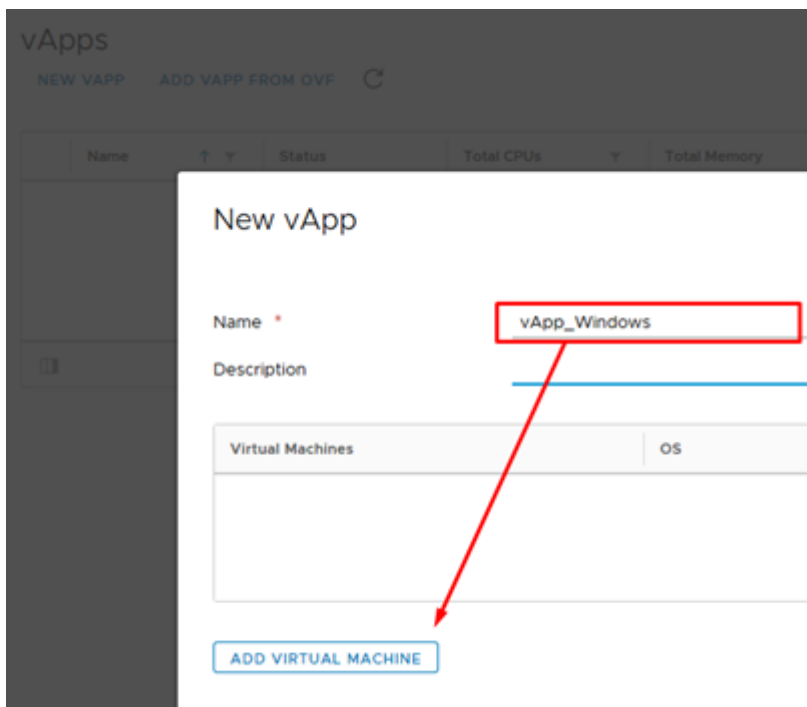 vApps
NEW VAPP ADD VAPP FROM OVF
Name Status Total CPUs Total Memory
New vApp
Name * vApp_Windows
Description
Virtual Machines OS
ADD VIRTUAL MACHINE